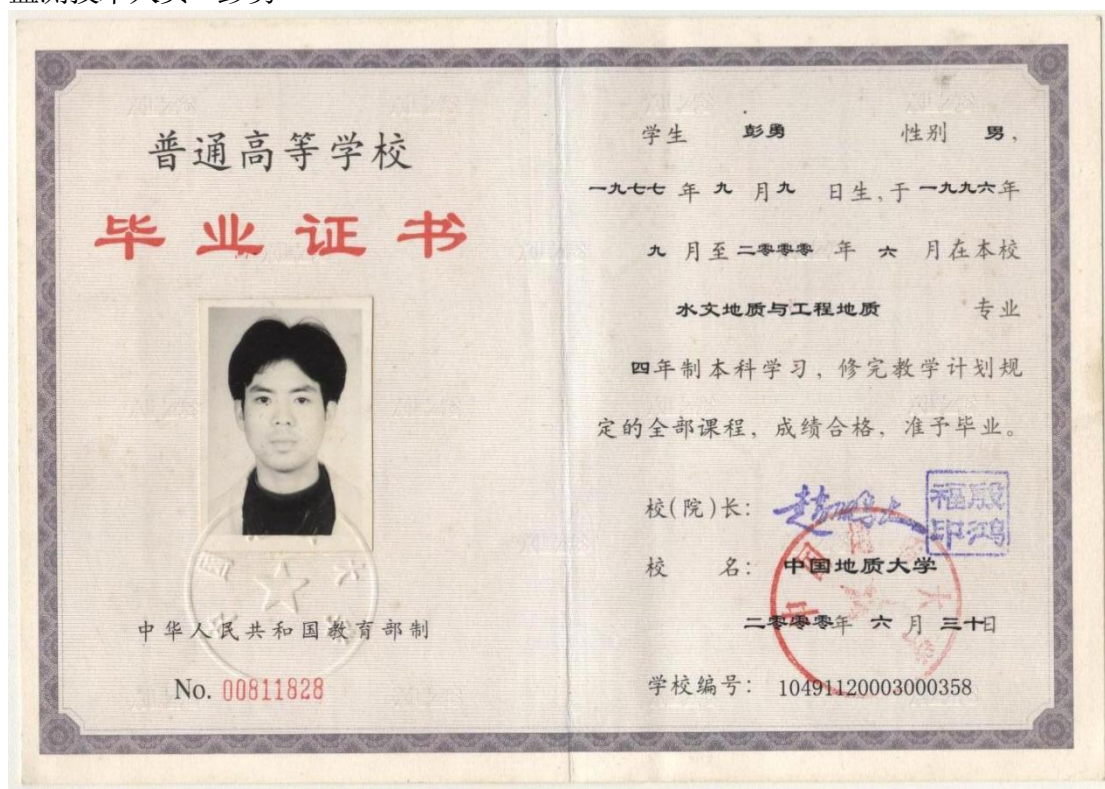 普通高等学校
毕业证书
中华人民共和国教育部制
No. 00811828
学生 彭勇 性别 男,
一九七七 年 九 月 九 日生,于 一九九六年
九 月至 二零零零 年 六 月在本校
水文地质与工程地质 专业
四年制本科学习，修完教学计划规
定的全部课程，成绩合格，准予毕业。
校(院)长:
殷鸿福印
校 名: 中国地质大学
二零零零年 六 月 三十日
学校编号: 10491120003000358